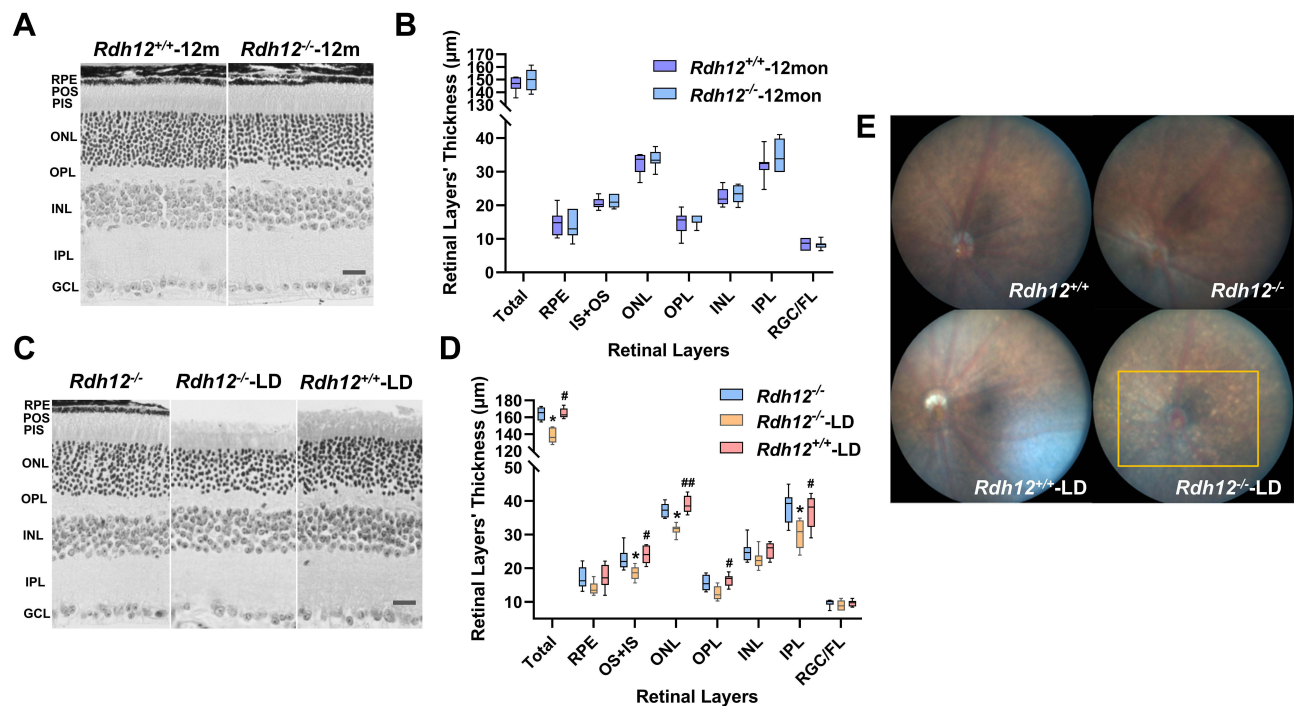 A
Rdh12+/+-12m
Rdh12-/--12m
RPE
POS
PIS
ONL
OPL
INL
IPL
GCL
B
Retinal Layers' Thickness (μm)
170
160
150
140
130
40
30
20
10
0
Rdh12+/+-12mon
Rdh12-/--12mon
Total
RPE
IS+OS
ONL
OPL
INL
IPL
RGC/FL
Retinal Layers
C
Rdh12-/-
Rdh12-/--LD
Rdh12+/+-LD
RPE
POS
PIS
ONL
OPL
INL
IPL
GCL
D
Retinal Layers' Thickness (μm)
180
160
140
120
50
40
30
20
10
Rdh12-/-
Rdh12-/--LD
Rdh12+/+-LD
*
#
*
#
*
##
#
*
#
Total
RPE
OS+IS
ONL
OPL
INL
IPL
RGC/FL
Retinal Layers
E
Rdh12+/+
Rdh12-/-
Rdh12+/+-LD
Rdh12-/--LD